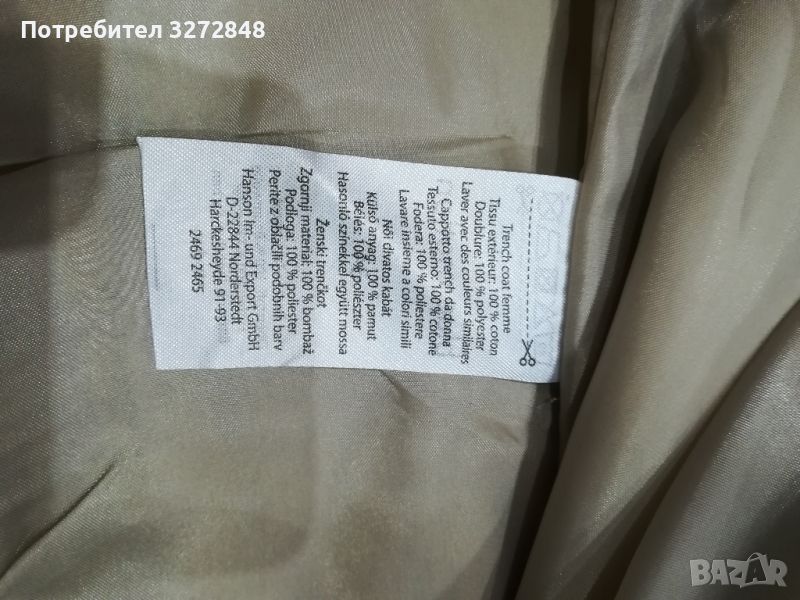 Потребител 3272848
Trench coat femme
Tissu extérieur: 100 % coton
Doublure: 100 % polyester
Laver avec des couleurs similaires
Cappotto trench da donna
Tessuto esterno: 100 % cotone
Fodera: 100 % poliestere
Lavare insieme a colori simili
Női divatos kabát
Külső anyag: 100 % pamut
Bélés: 100 % poliészter
Hasonló színekkel együtt mossa
Ženski trenčkot
Zgornji material: 100 % bombaž
Podloga: 100 % poliester
Perite z oblačili podobnih barv
Hanson Im- und Export GmbH
D-22844 Norderstedt
Harckesheyde 91-93
2469 2465
BAZAR